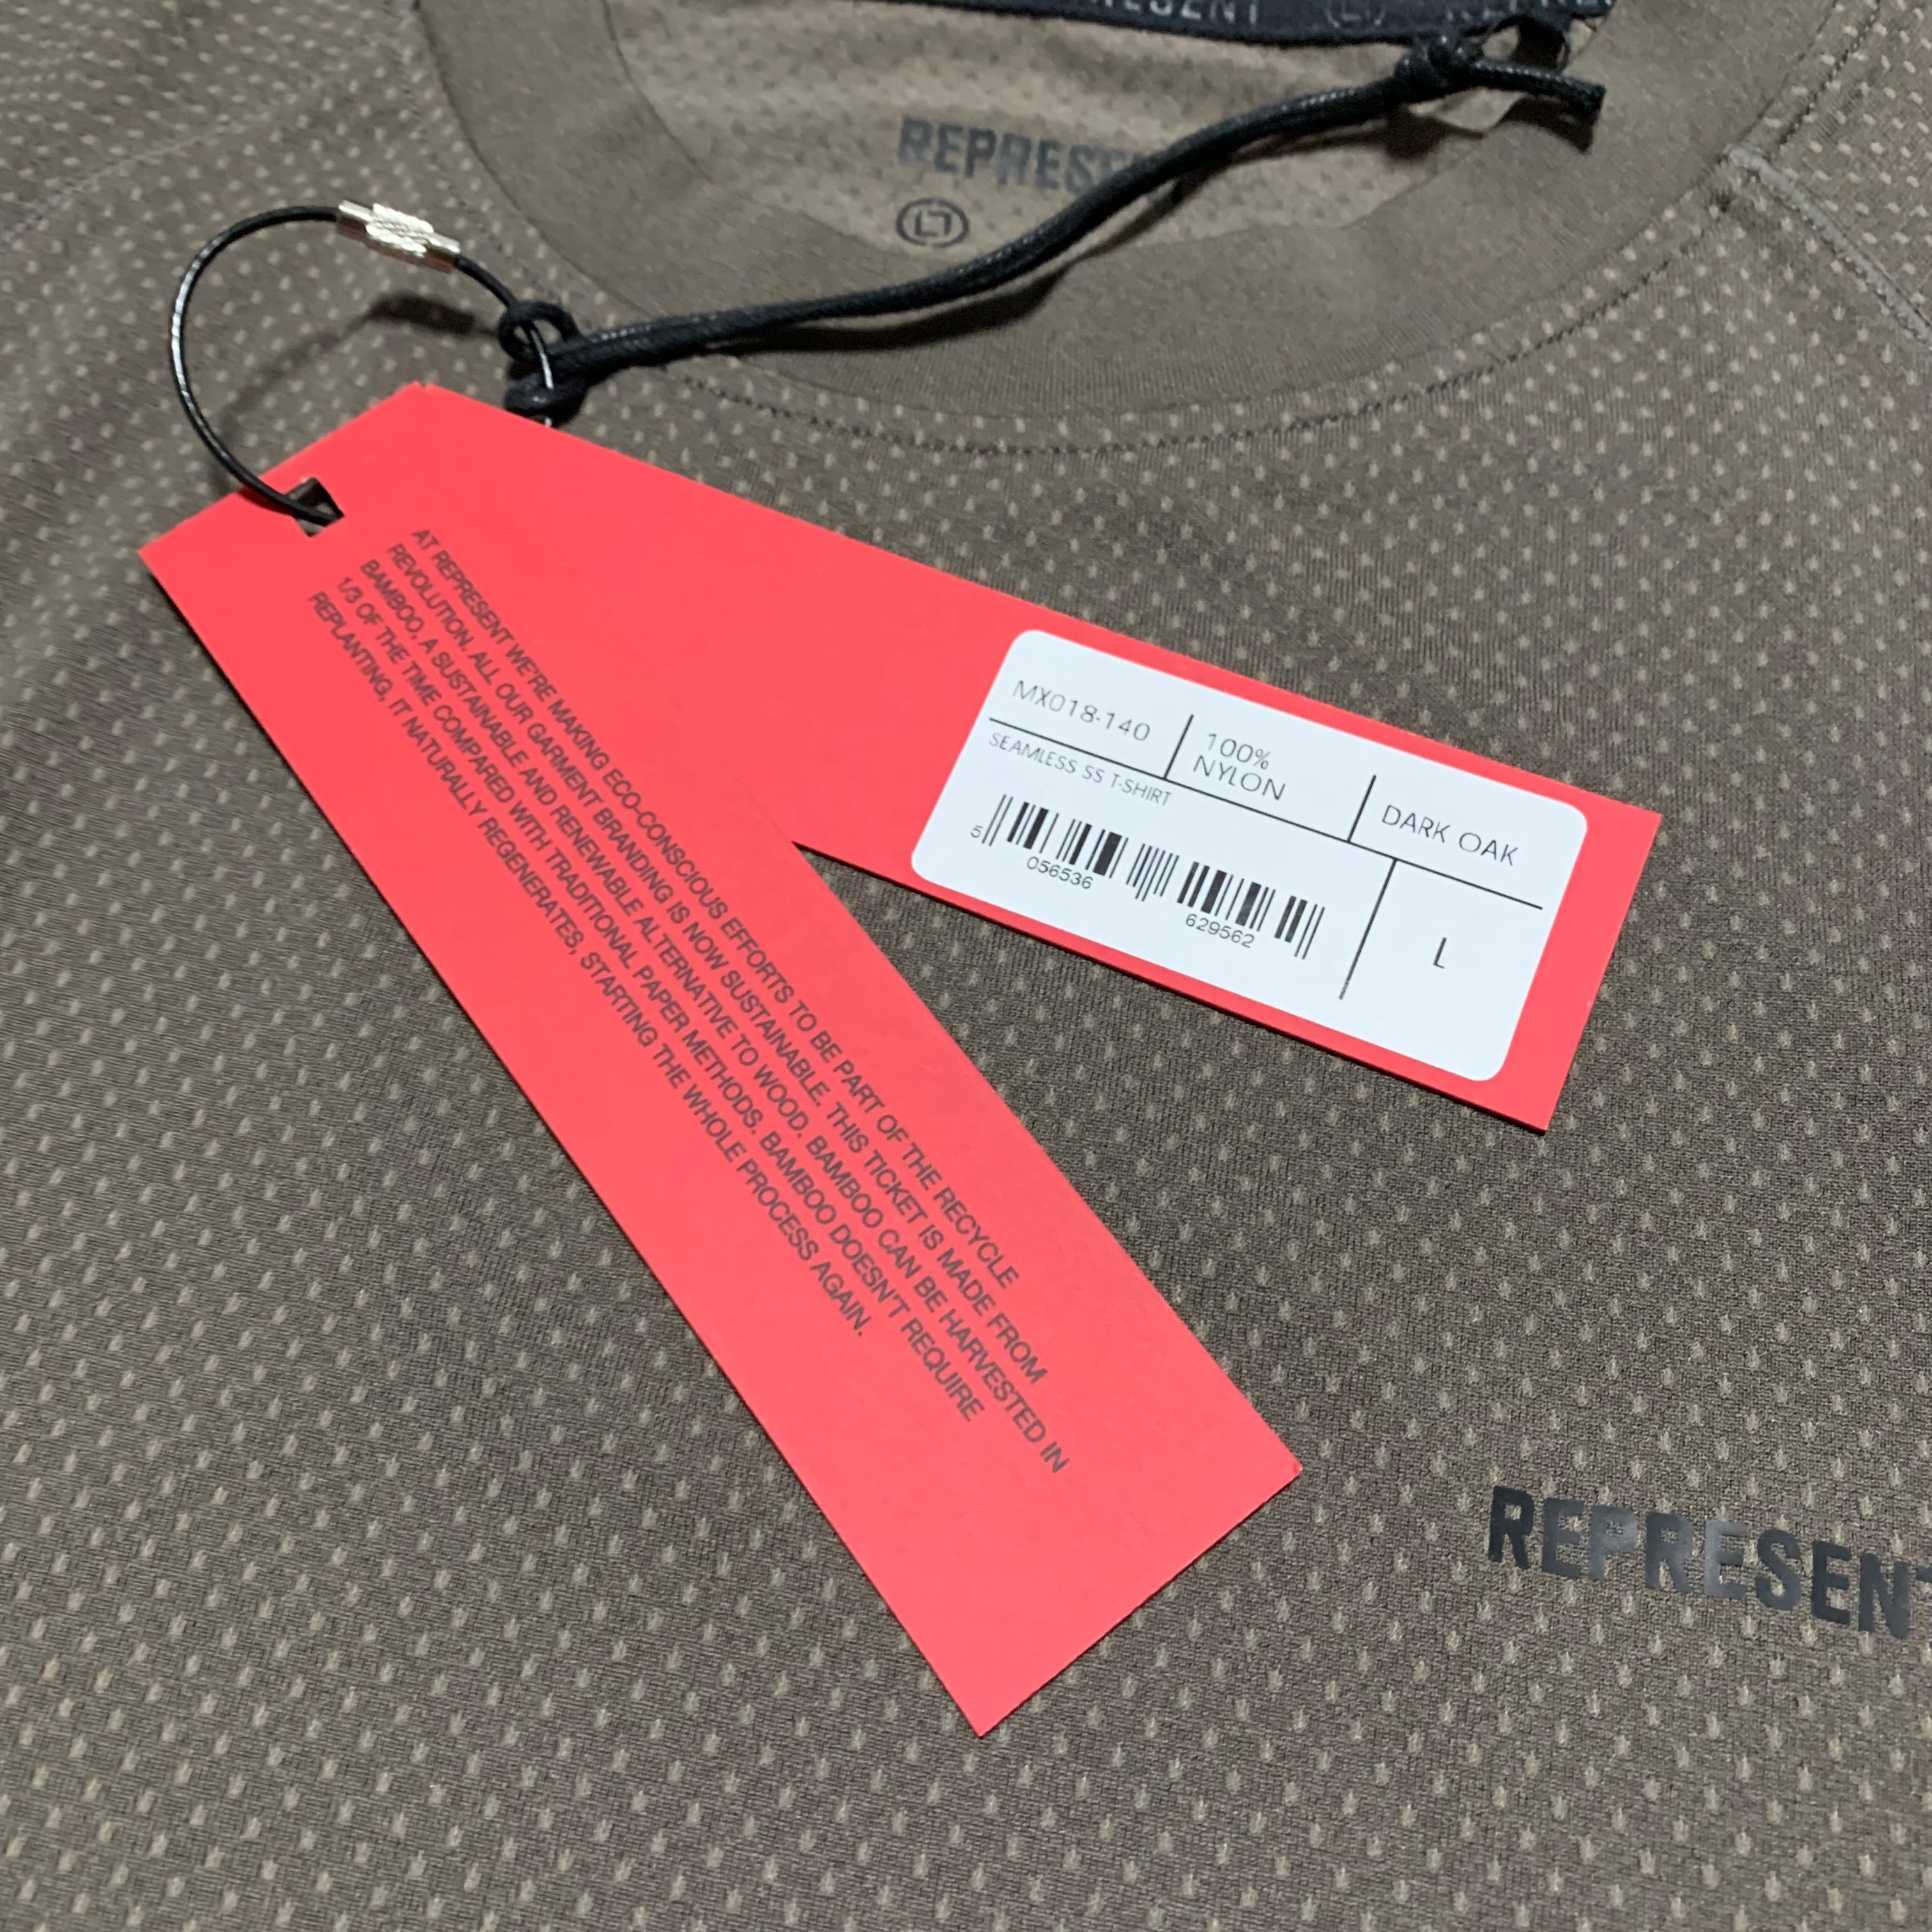 REPRESEN
L
AT REPRESENT WE'RE MAKING ECO-CONSCIOUS EFFORTS TO BE PART OF THE RECYCLE
REVOLUTION. ALL OUR GARMENT BRANDING IS NOW SUSTAINABLE. THIS TICKET IS MADE FROM
BAMBOO, A SUSTAINABLE AND RENEWABLE ALTERNATIVE TO WOOD. BAMBOO CAN BE HARVESTED IN
1/3 OF THE TIME COMPARED WITH TRADITIONAL PAPER METHODS. BAMBOO DOESN'T REQUIRE
REPLANTING, IT NATURALLY REGENERATES, STARTING THE WHOLE PROCESS AGAIN.
MX018-140
100%
NYLON
DARK OAK
SEAMLESS SS T-SHIRT
5 056536 629562
L
REPRESENT